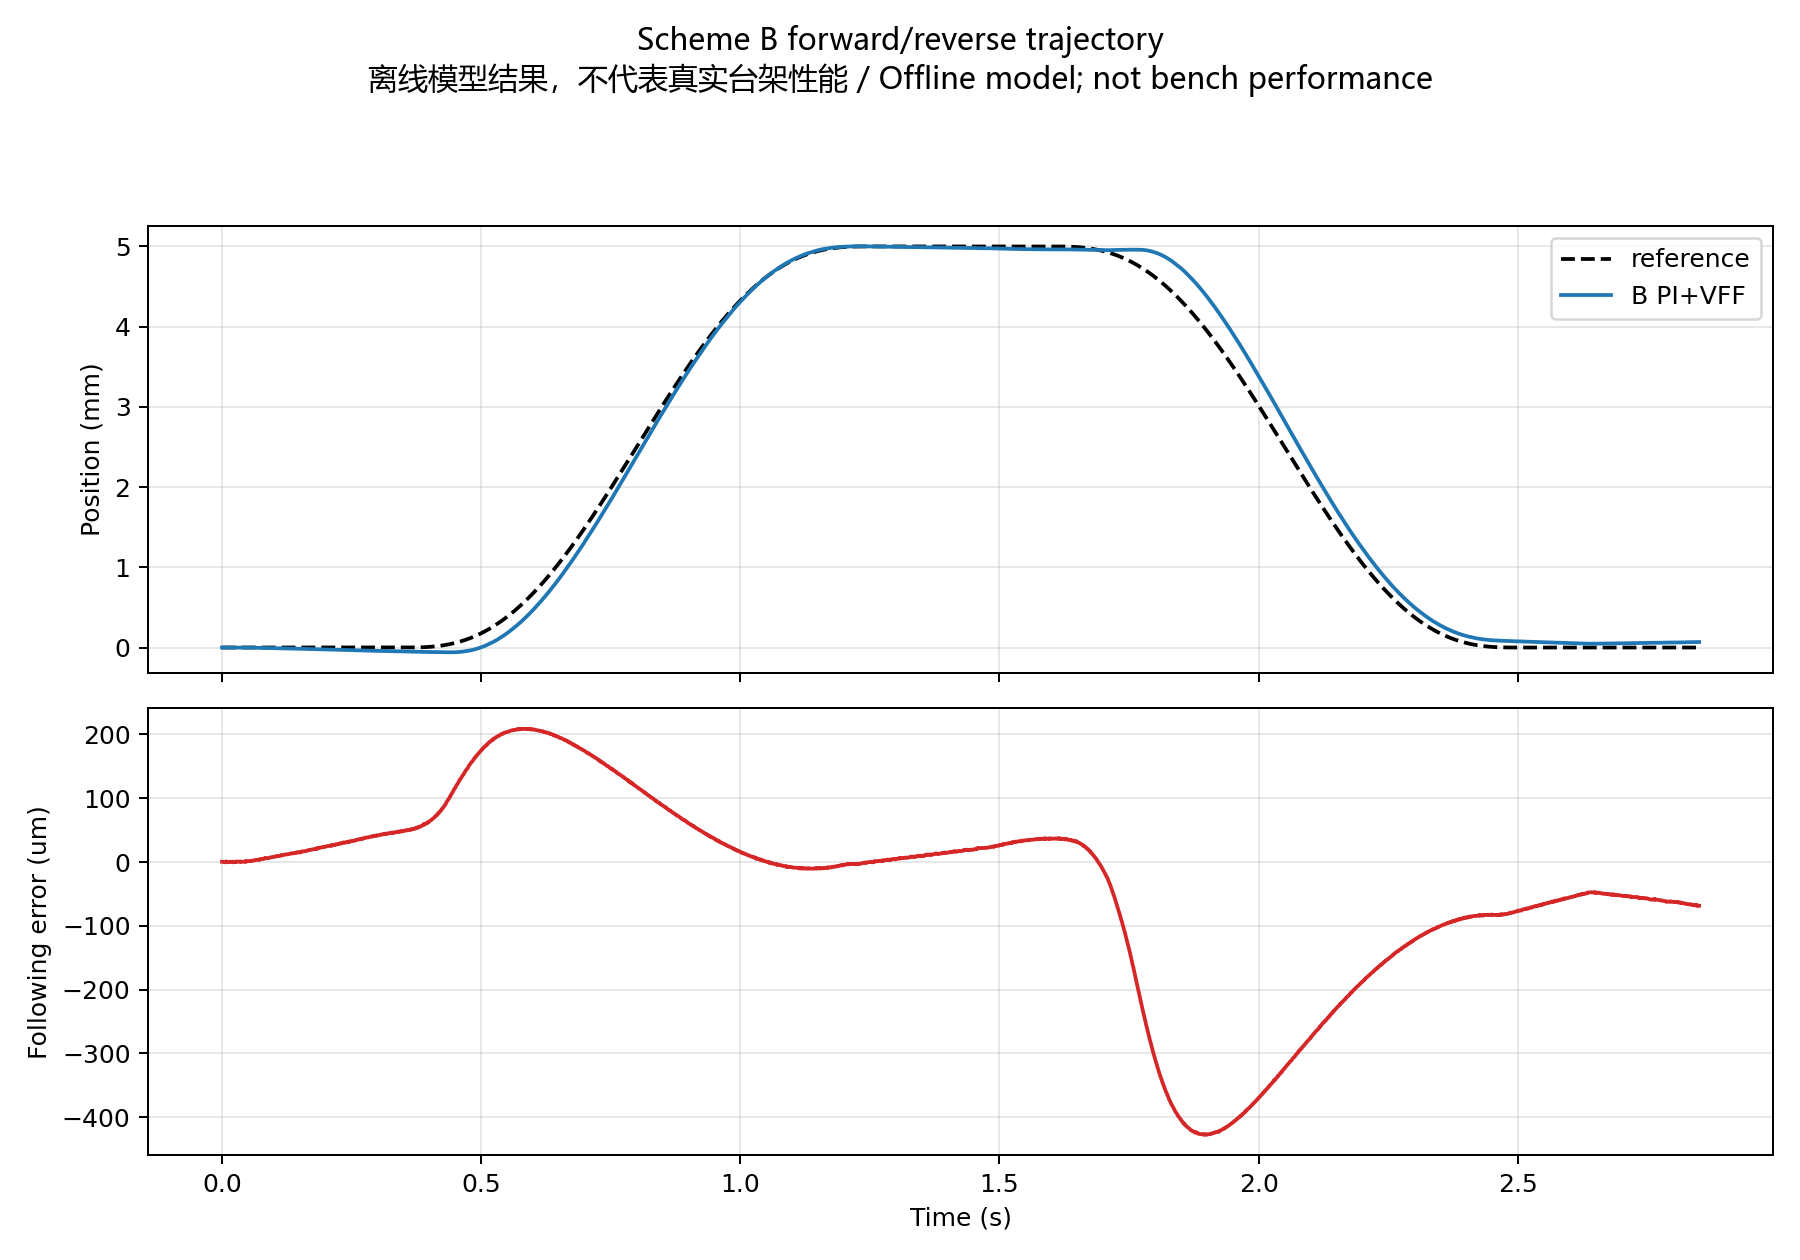 Scheme B forward/reverse trajectory
离线模型结果，不代表真实台架性能 / Offline model; not bench performance
Position (mm)
5
4
3
2
1
0
reference
B PI+VFF
Following error (um)
200
100
0
−100
−200
−300
−400
0.0 0.5 1.0 1.5 2.0 2.5
Time (s)